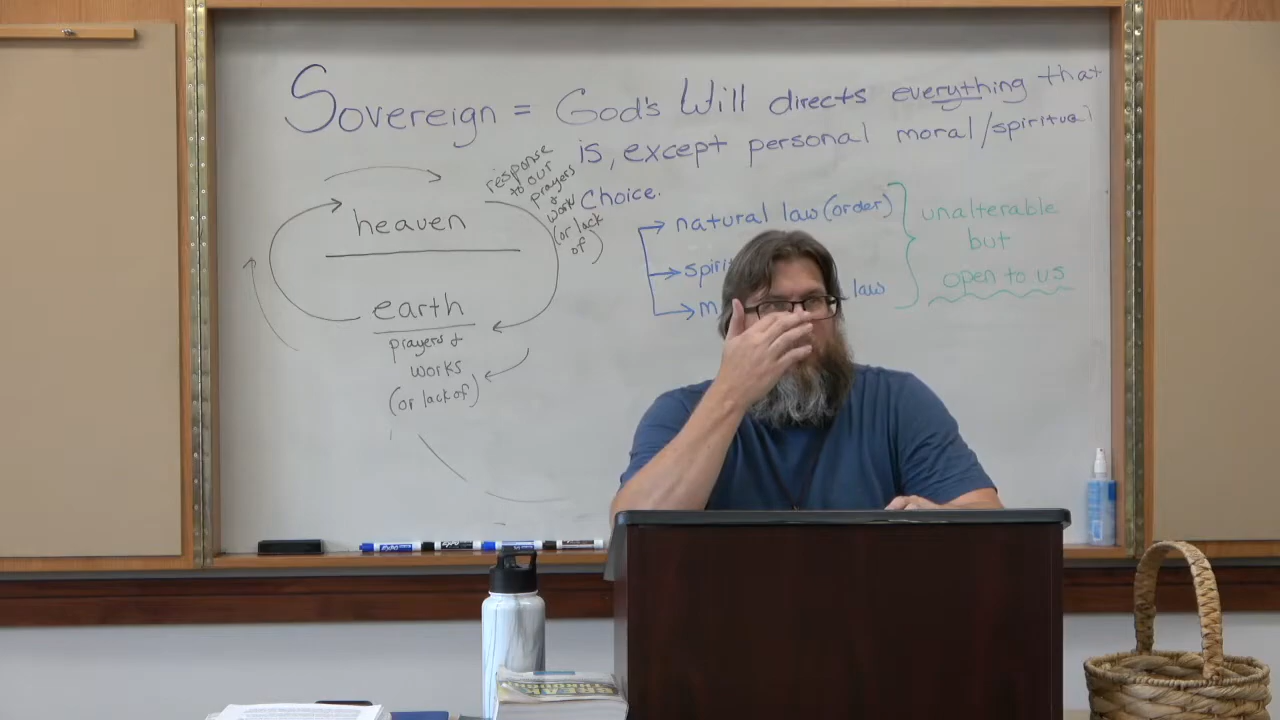 Sovereign = God's Will directs everything that
is, except personal moral/spiritual
choice.
response
to our
prayers
+
work
(or lack
of)
heaven
earth
prayers +
works
(or lack of)
natural law (order)
law
unalterable
but
open to us